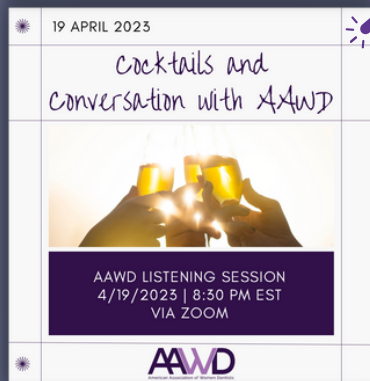 19 APRIL 2023
Cocktails and
Conversation with AAWD
AAWD LISTENING SESSION
4/19/2023 | 8:30 PM EST
VIA ZOOM
AAWD
American Association of Women Dentists